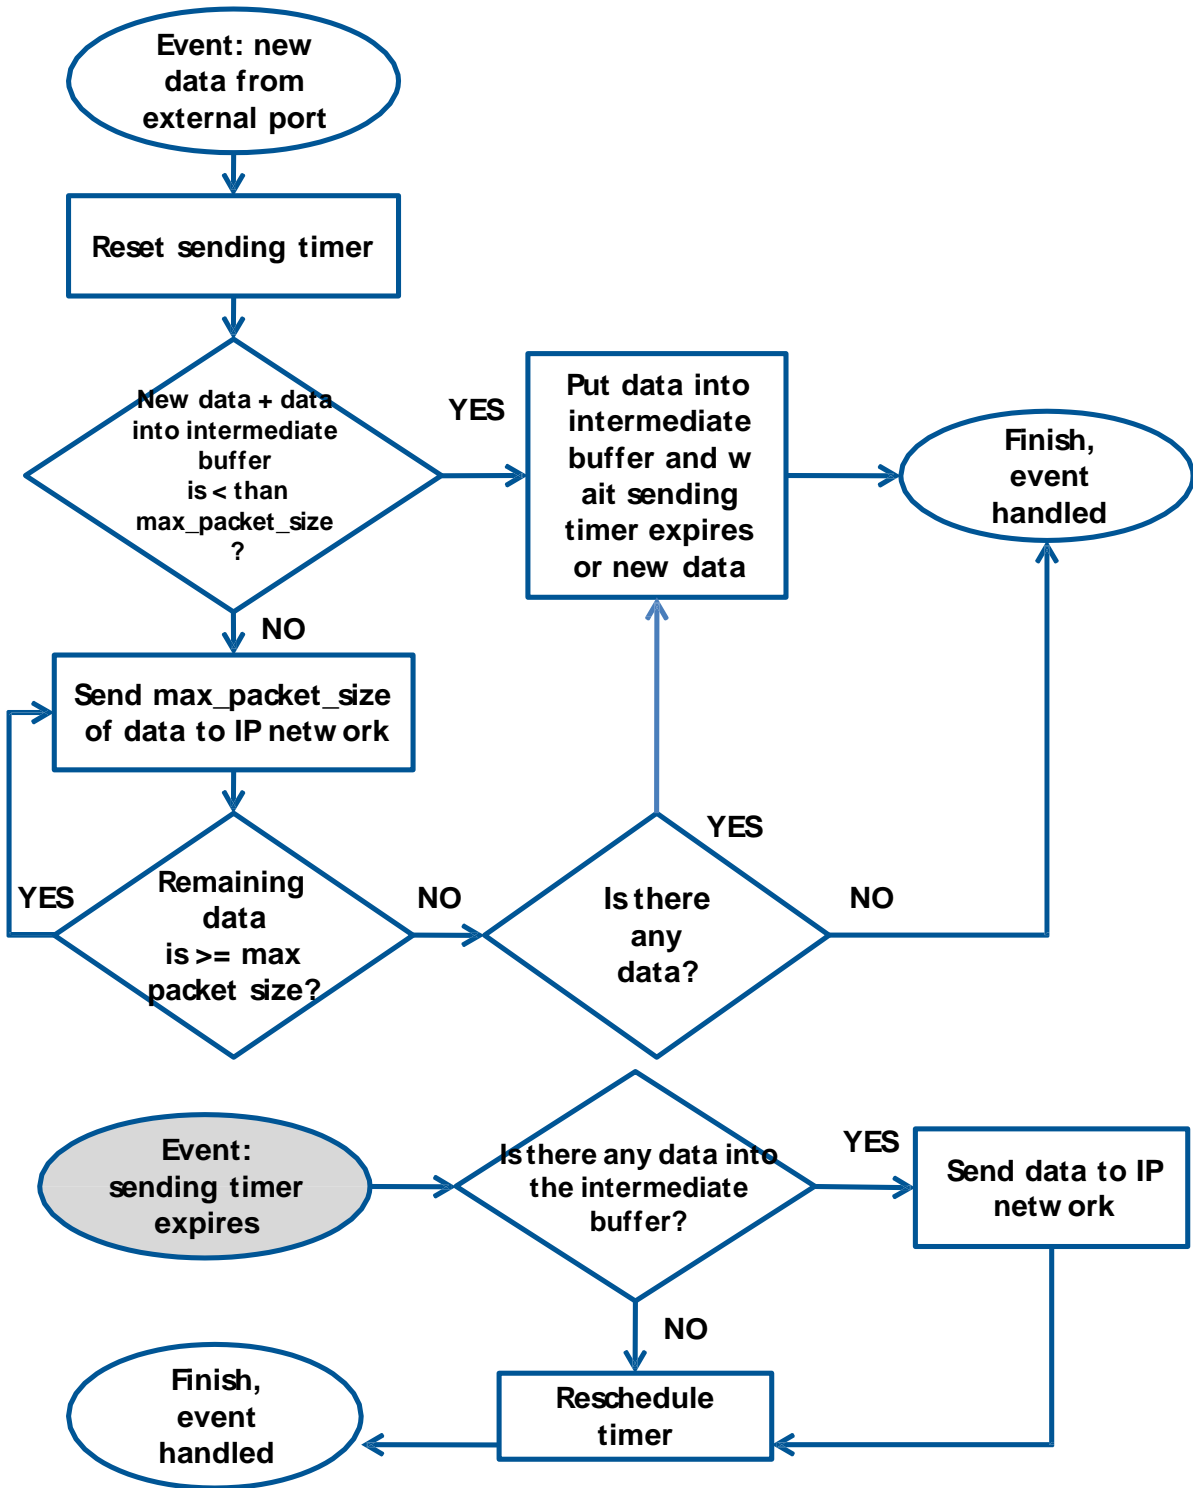 Event: new
data from
external port
Reset sending timer
New data + data
into intermediate
buffer
is < than
max_packet_size
?
YES
Put data into
intermediate
buffer and w
ait sending
timer expires
or new data
Finish,
event
handled
NO
Send max_packet_size
of data to IP network
YES
Remaining
data
is >= max
packet size?
NO
YES
Is there
any
data?
NO
Event:
sending timer
expires
Is there any data into
the intermediate
buffer?
YES
Send data to IP
network
NO
Reschedule
timer
Finish,
event
handled